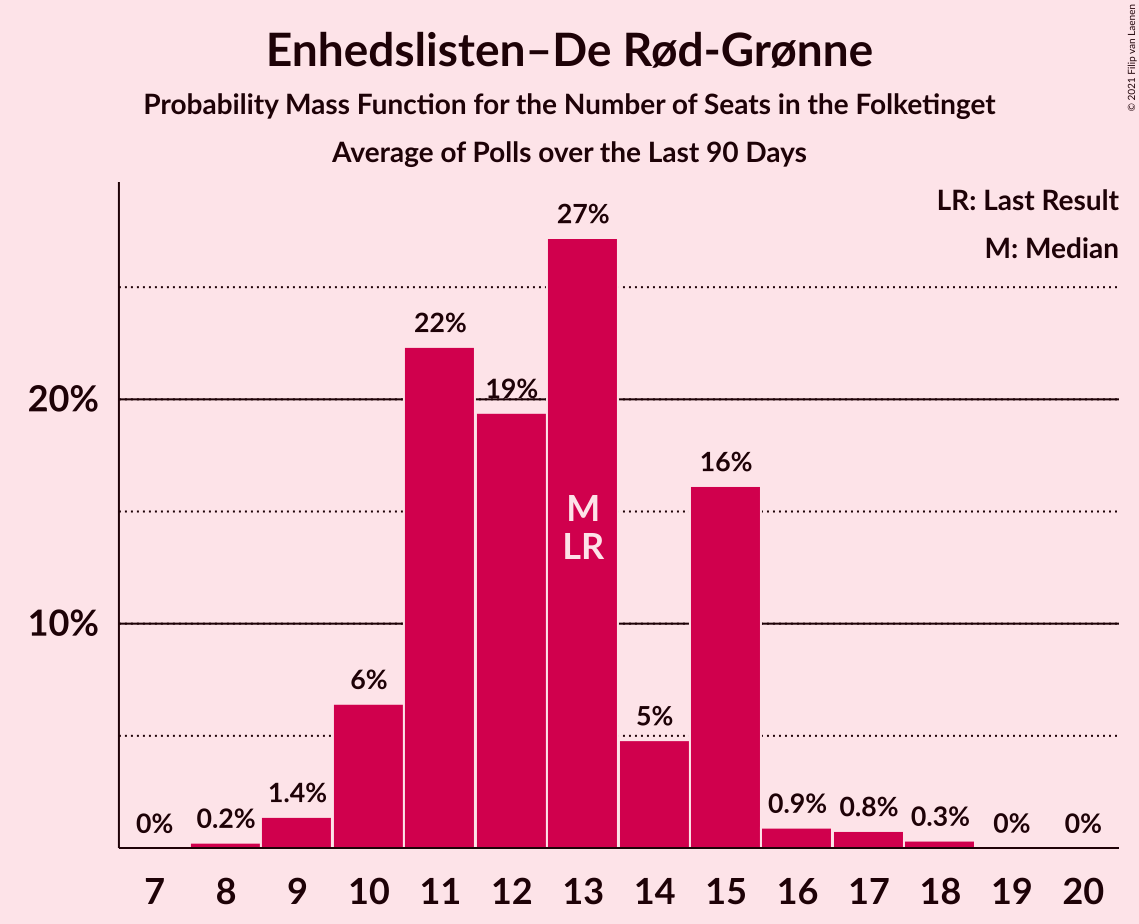 Enhedslisten–De Rød-Grønne
Probability Mass Function for the Number of Seats in the Folketinget
Average of Polls over the Last 90 Days
© 2021 Filip van Laenen
LR: Last Result
M: Median
27%
22%
19%
20%
16%
M
LR
10%
6%
5%
1.4%
0%
0.2%
0.9%
0.8%
0.3%
0%
0%
7 8 9 10 11 12 13 14 15 16 17 18 19 20